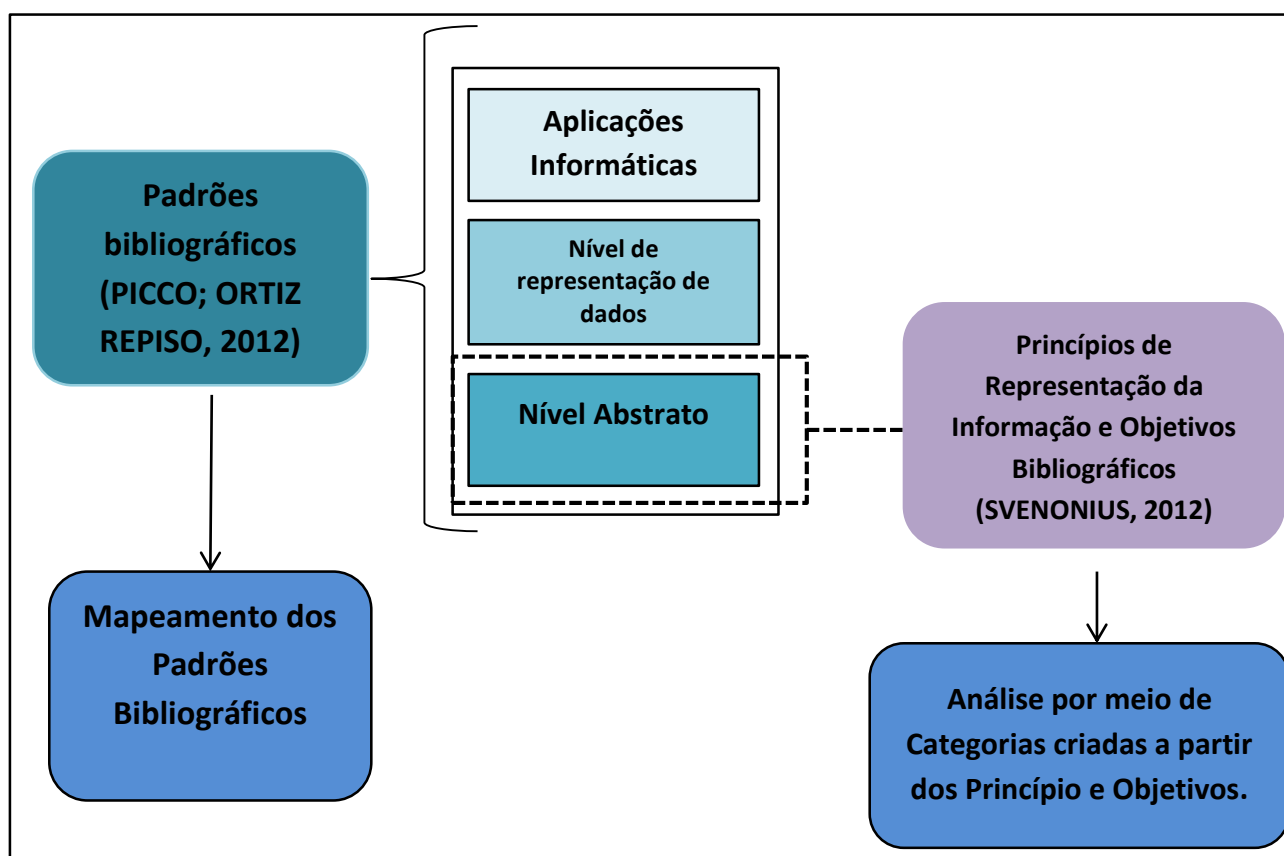 Padrões
bibliográficos
(PICCO; ORTIZ
REPISO, 2012)
Mapeamento dos
Padrões
Bibliográficos
Aplicações
Informáticas
Nível de
representação de
dados
Nível Abstrato
Princípios de
Representação da
Informação e Objetivos
Bibliográficos
(SVENONIUS, 2012)
Análise por meio de
Categorias criadas a partir
dos Princípio e Objetivos.